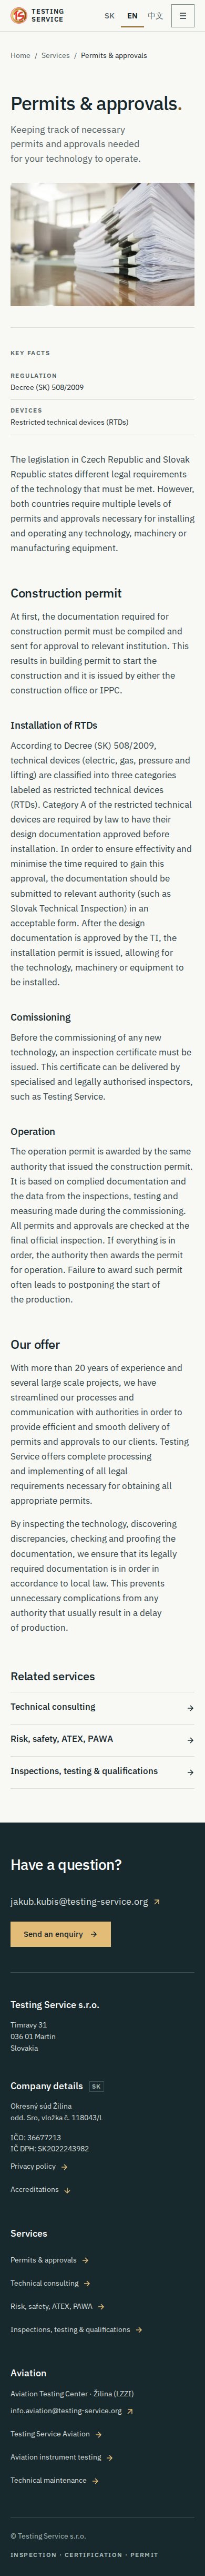 TESTING
SERVICE
SK EN 中文
Home / Services / Permits & approvals
Permits & approvals.
Keeping track of necessary
permits and approvals needed
for your technology to operate.
KEY FACTS
REGULATION
Decree (SK) 508/2009
DEVICES
Restricted technical devices (RTDs)
The legislation in Czech Republic and Slovak
Republic states different legal requirements
of the technology that must be met. However,
both countries require multiple levels of
permits and approvals necessary for installing
and operating any technology, machinery or
manufacturing equipment.
Construction permit
At first, the documentation required for
construction permit must be compiled and
sent for approval to relevant institution. This
results in building permit to start the
construction and it is issued by either the
construction office or IPPC.
Installation of RTDs
According to Decree (SK) 508/2009,
technical devices (electric, gas, pressure and
lifting) are classified into three categories
labeled as restricted technical devices
(RTDs). Category A of the restricted technical
devices are required by law to have their
design documentation approved before
installation. In order to ensure effectivity and
minimise the time required to gain this
approval, the documentation should be
submitted to relevant authority (such as
Slovak Technical Inspection) in an
acceptable form. After the design
documentation is approved by the TI, the
installation permit is issued, allowing for
the technology, machinery or equipment to
be installed.
Comissioning
Before the commissioning of any new
technology, an inspection certificate must be
issued. This certificate can be delivered by
specialised and legally authorised inspectors,
such as Testing Service.
Operation
The operation permit is awarded by the same
authority that issued the construction permit.
It is based on complied documentation and
the data from the inspections, testing and
measuring made during the commissioning.
All permits and approvals are checked at the
final official inspection. If everything is in
order, the authority then awards the permit
for operation. Failure to award such permit
often leads to postponing the start of
the production.
Our offer
With more than 20 years of experience and
several large scale projects, we have
streamlined our processes and
communication with authorities in order to
provide efficient and smooth delivery of
permits and approvals to our clients. Testing
Service offers complete processing
and implementing of all legal
requirements necessary for obtaining all
appropriate permits.
By inspecting the technology, discovering
discrepancies, checking and proofing the
documentation, we ensure that its legally
required documentation is in order in
accordance to local law. This prevents
unnecessary complications from any
authority that usually result in a delay
of production.
Related services
Technical consulting →
Risk, safety, ATEX, PAWA →
Inspections, testing & qualifications →
Have a question?
jakub.kubis@testing-service.org ↗
Send an enquiry →
Testing Service s.r.o.
Timravy 31
036 01 Martin
Slovakia
Company details SK
Okresný súd Žilina
odd. Sro, vložka č. 118043/L
IČO: 36677213
IČ DPH: SK2022243982
Privacy policy →
Accreditations ↓
Services
Permits & approvals →
Technical consulting →
Risk, safety, ATEX, PAWA →
Inspections, testing & qualifications →
Aviation
Aviation Testing Center · Žilina (LZZI)
info.aviation@testing-service.org ↗
Testing Service Aviation →
Aviation instrument testing →
Technical maintenance →
© Testing Service s.r.o.
INSPECTION · CERTIFICATION · PERMIT